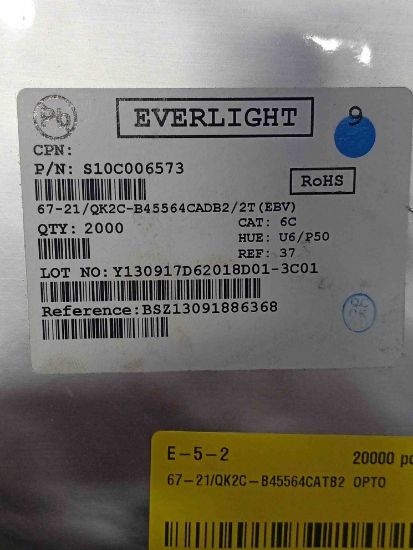 Pb
EVERLIGHT
9
CPN:
P/N: S10C006573
RoHS
67-21/QK2C-B45564CADB2/2T(EBV)
QTY: 2000
CAT: 6C
HUE: U6/P50
REF: 37
LOT NO:Y130917D62018D01-3C01
Reference:BSZ13091886368
QC
OK
E-5-2
20000 pc
67-21/QK2C-B45564CATB2 OPTO